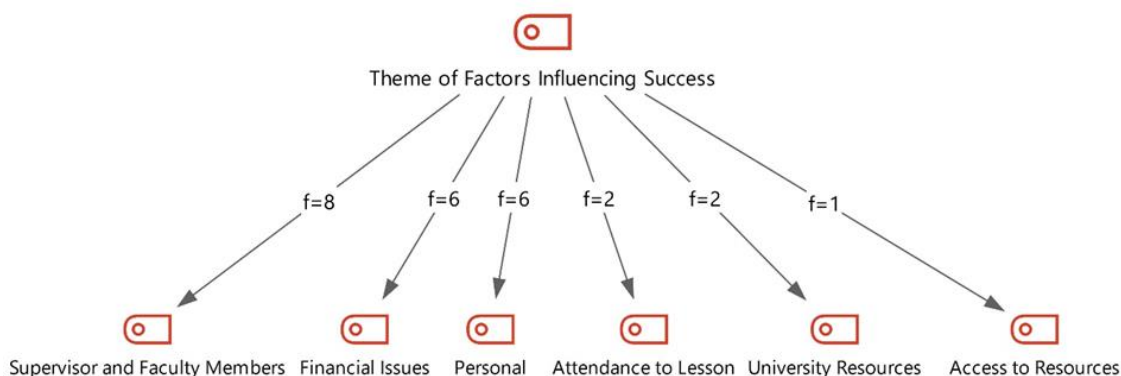 Theme of Factors Influencing Success
f=8 f=6 f=6 f=2 f=2 f=1
Supervisor and Faculty Members Financial Issues Personal Attendance to Lesson University Resources Access to Resources